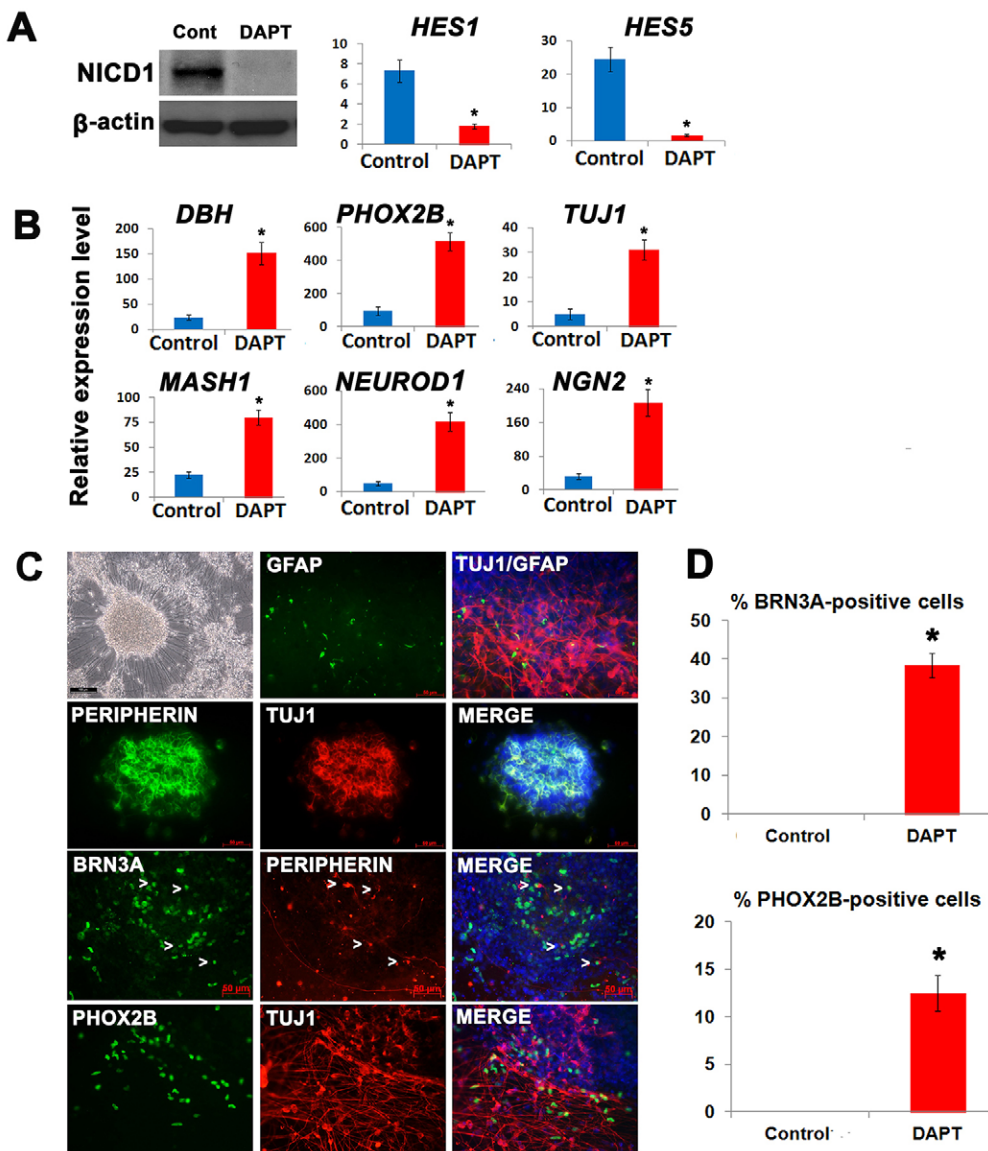 A
Cont DAPT
NICD1
β-actin
HES1
8
7
6
4
2
0
Control DAPT
*
HES5
30
20
10
0
Control DAPT
*
B
Relative expression level
DBH
200
150
100
50
0
Control DAPT
*
PHOX2B
600
400
200
0
Control DAPT
*
TUJ1
40
30
20
10
0
Control DAPT
*
MASH1
100
75
50
25
0
Control DAPT
*
NEUROD1
600
400
200
0
Control DAPT
*
NGN2
240
160
80
0
Control DAPT
*
C
GFAP
TUJ1/GFAP
PERIPHERIN
TUJ1
MERGE
BRN3A
PERIPHERIN
MERGE
50 µm
50 µm
50 µm
PHOX2B
TUJ1
MERGE
D
% BRN3A-positive cells
50
40
30
20
10
0
Control DAPT
*
% PHOX2B-positive cells
20
15
10
5
0
Control DAPT
*